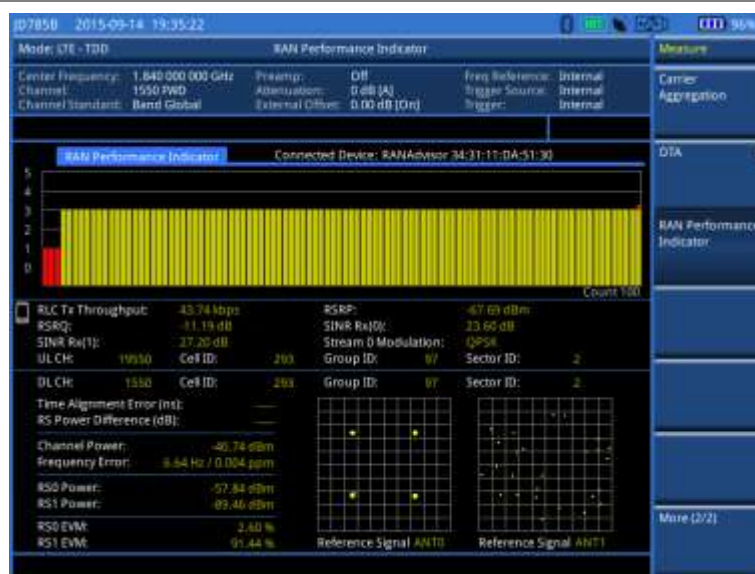 JD785B 2015-09-14 19:35:22 96%
Mode: LTE - TDD RAN Performance Indicator Measure
Center Frequency: 1.840 000 000 GHz Preamp: Off Freq Reference: Internal
Channel: 1550 FWD Attenuation: 0 dB [A] Trigger Source: Internal
Channel Standard: Band Global External Offset: 0.00 dB [On] Trigger: Internal
Carrier Aggregation
RAN Performance Indicator Connected Device: RANAdvisor 34:31:11:DA:51:30
OTA
5
4
3
2
1
0
RAN Performance Indicator
Count 100
RLC Tx Throughput: 43.74 kbps RSRP: -67.69 dBm
RSRQ: -11.19 dB SINR Rx(0): 23.60 dB
SINR Rx(1): 27.20 dB Stream 0 Modulation: QPSK
UL CH: 19550 Cell ID: 293 Group ID: 97 Sector ID: 2
DL CH: 1550 Cell ID: 293 Group ID: 97 Sector ID: 2
Time Alignment Error (ns):
RS Power Difference (dB):
Channel Power: -46.74 dBm
Frequency Error: 6.64 Hz / 0.004 ppm
RS0 Power: -57.84 dBm
RS1 Power: -89.46 dBm
RS0 EVM: 2.60 %
RS1 EVM: 91.44 %
Reference Signal ANT0 Reference Signal ANT1
More (2/2)